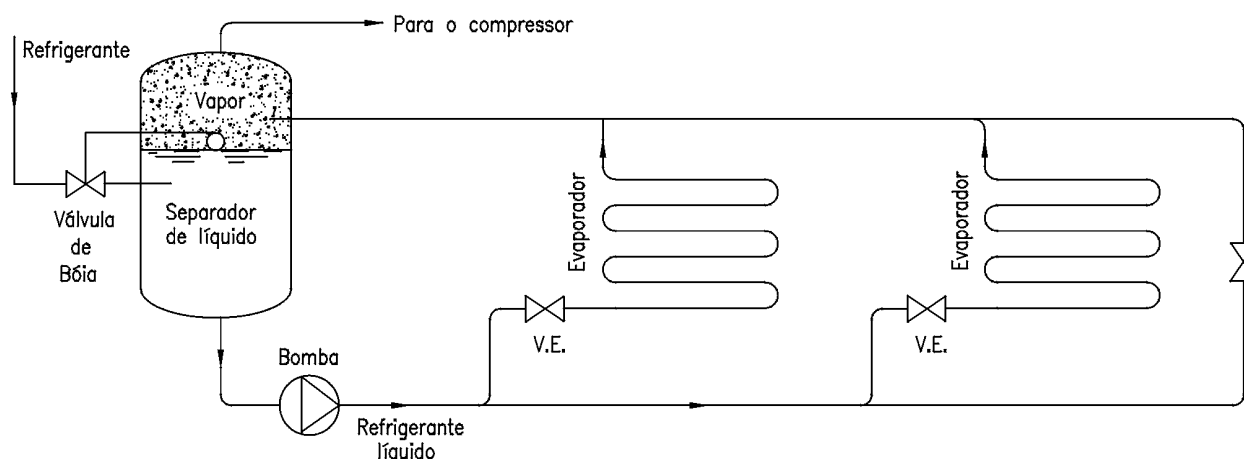 Para o compressor
Refrigerante
Vapor
Válvula
de
Bóia
Separador
de líquido
Evaporador
Evaporador
V.E.
V.E.
Bomba
Refrigerante
líquido